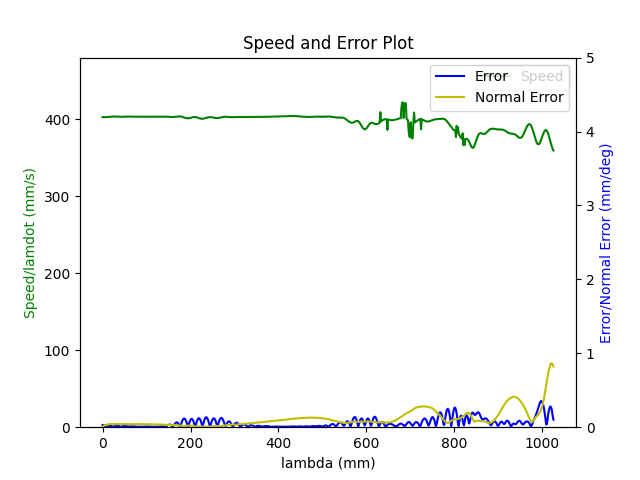 Speed and Error Plot
Error
Speed
Normal Error
Speed/lamdot (mm/s)
400
300
200
100
0
5
4
3
2
1
0
Error/Normal Error (mm/deg)
0
200
400
600
800
1000
lambda (mm)